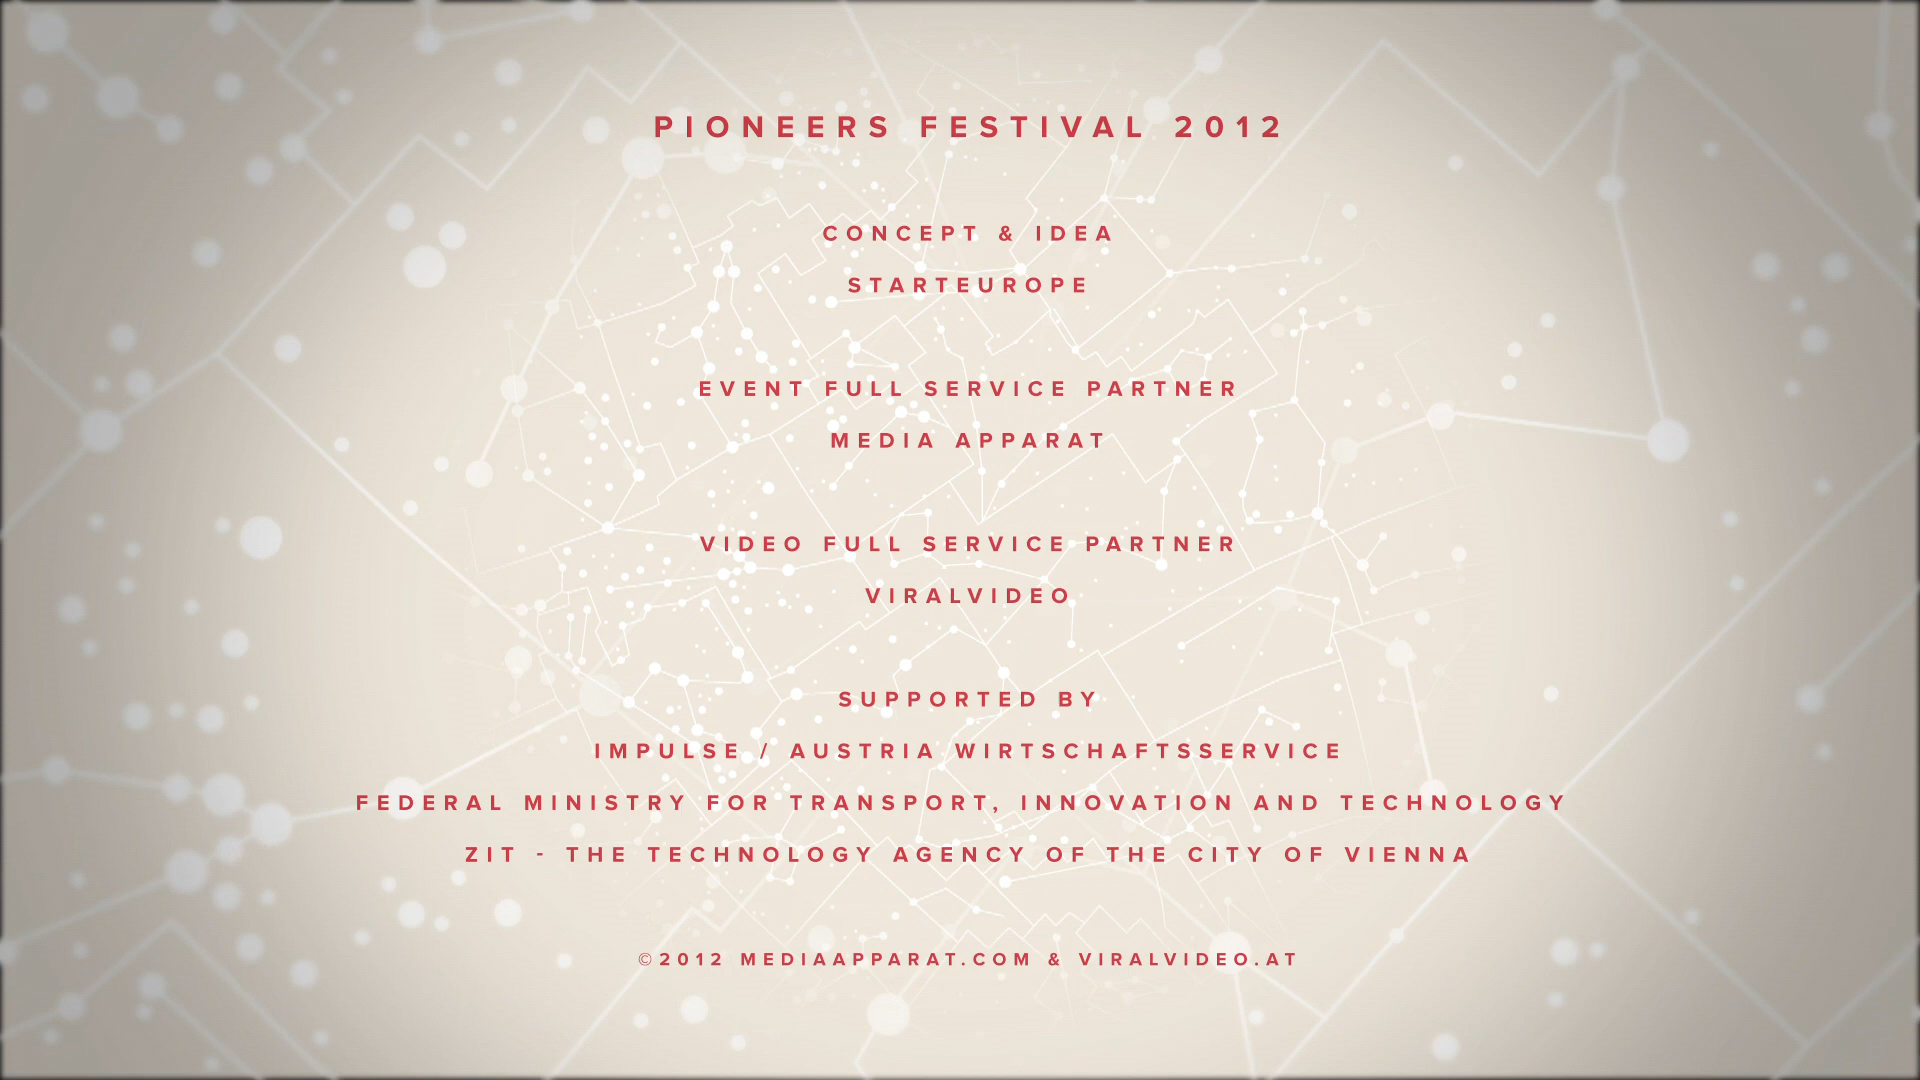 PIONEERS FESTIVAL 2012
CONCEPT & IDEA
STARTEUROPE
EVENT FULL SERVICE PARTNER
MEDIA APPARAT
VIDEO FULL SERVICE PARTNER
VIRALVIDEO
SUPPORTED BY
IMPULSE / AUSTRIA WIRTSCHAFTSSERVICE
FEDERAL MINISTRY FOR TRANSPORT, INNOVATION AND TECHNOLOGY
ZIT - THE TECHNOLOGY AGENCY OF THE CITY OF VIENNA
©2012 MEDIAAPPARAT.COM & VIRALVIDEO.AT